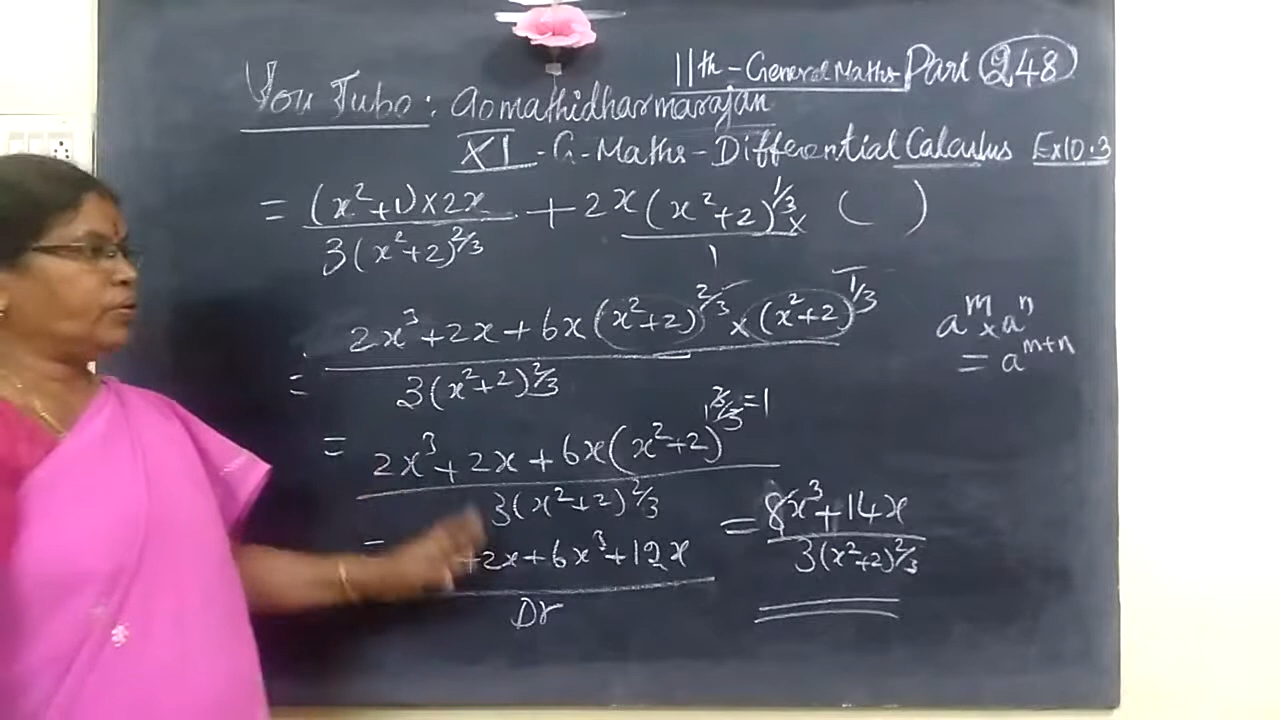 11th - General Maths Part 248
You Tube: Gomathidharmarajan
XI - G - Maths - Differential Calculus Ex10.3
= (x²+1)×2x / 3(x²+2)^2/3 + 2x(x²+2)^1/3 × / 1 ( )
= 2x³+2x+6x(x²+2)^2/3 × (x²+2)^1/3 / 3(x²+2)^2/3
a^m × a^n
= a^m+n
= 2x³+2x+6x(x²+2)^3/3=1 / 3(x²+2)^2/3
= +2x+6x³+12x / Dr
= 8x³+14x / 3(x²+2)^2/3